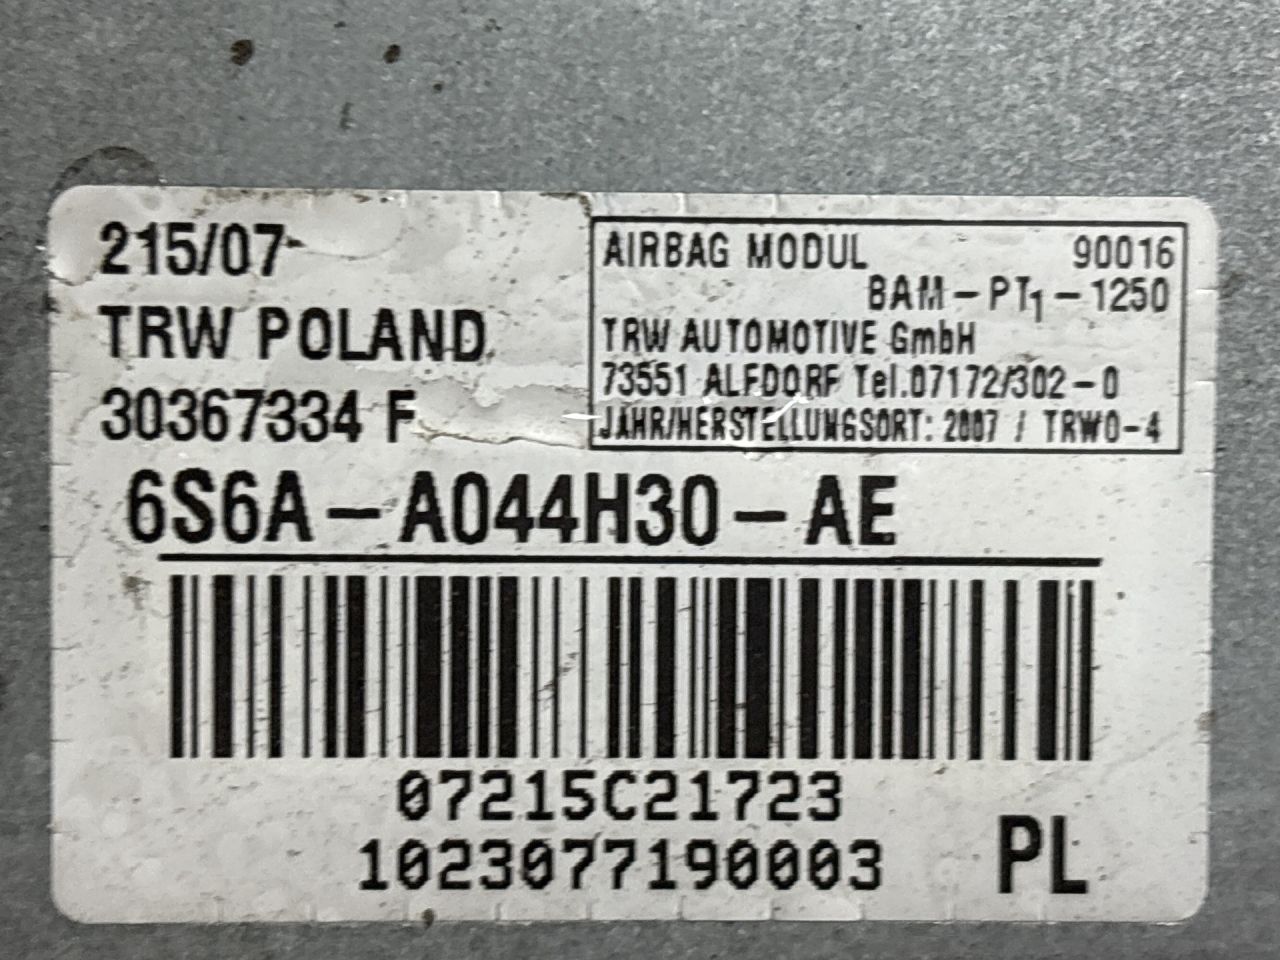 215/07
TRW POLAND
30367334 F
AIRBAG MODUL 90016
BAM-PT1-1250
TRW AUTOMOTIVE GmbH
73551 ALFDORF Tel.07172/302-0
JAHR/HERSTELLUNGSORT: 2007 / TRWO-4
6S6A-A044H30-AE
07215C21723
1023077190003
PL